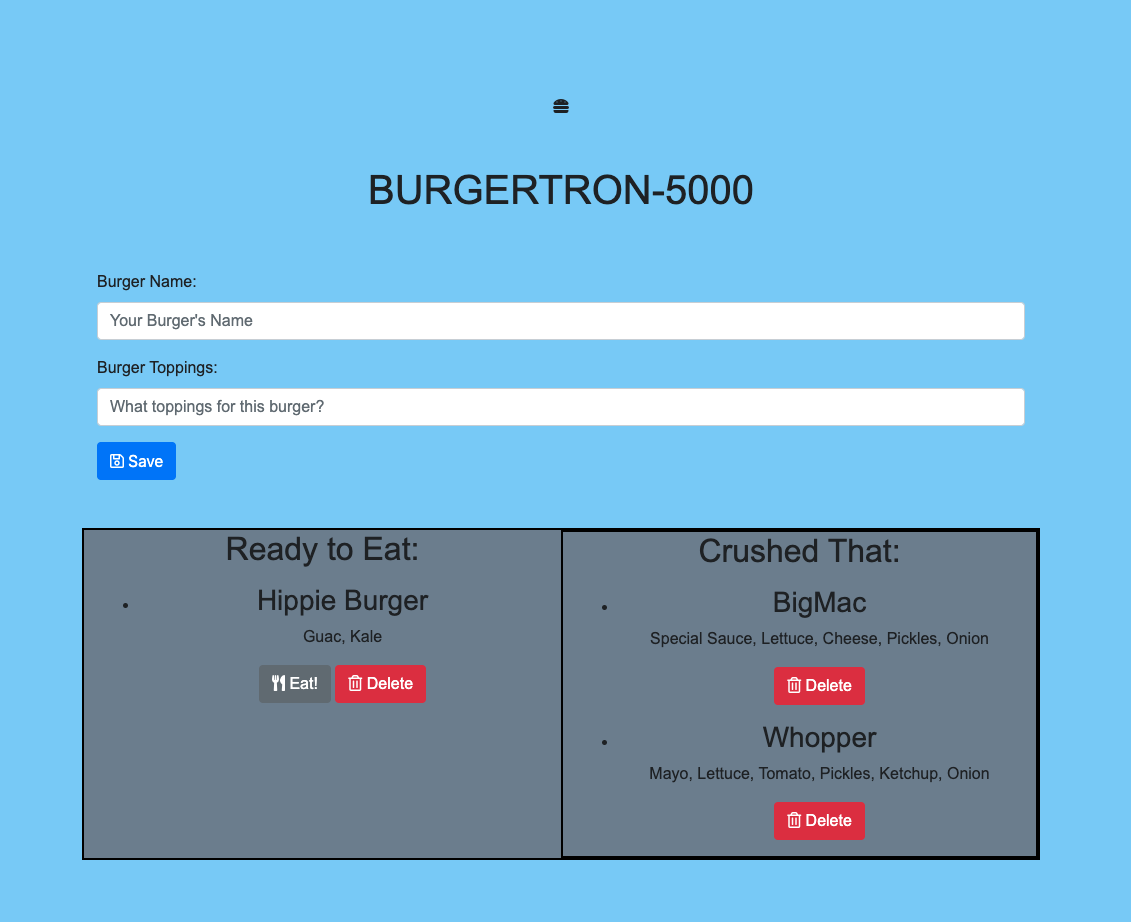 BURGERTRON-5000
Burger Name:
Your Burger's Name
Burger Toppings:
What toppings for this burger?
Save
Ready to Eat:
Hippie Burger
Guac, Kale
Eat! Delete
Crushed That:
BigMac
Special Sauce, Lettuce, Cheese, Pickles, Onion
Delete
Whopper
Mayo, Lettuce, Tomato, Pickles, Ketchup, Onion
Delete